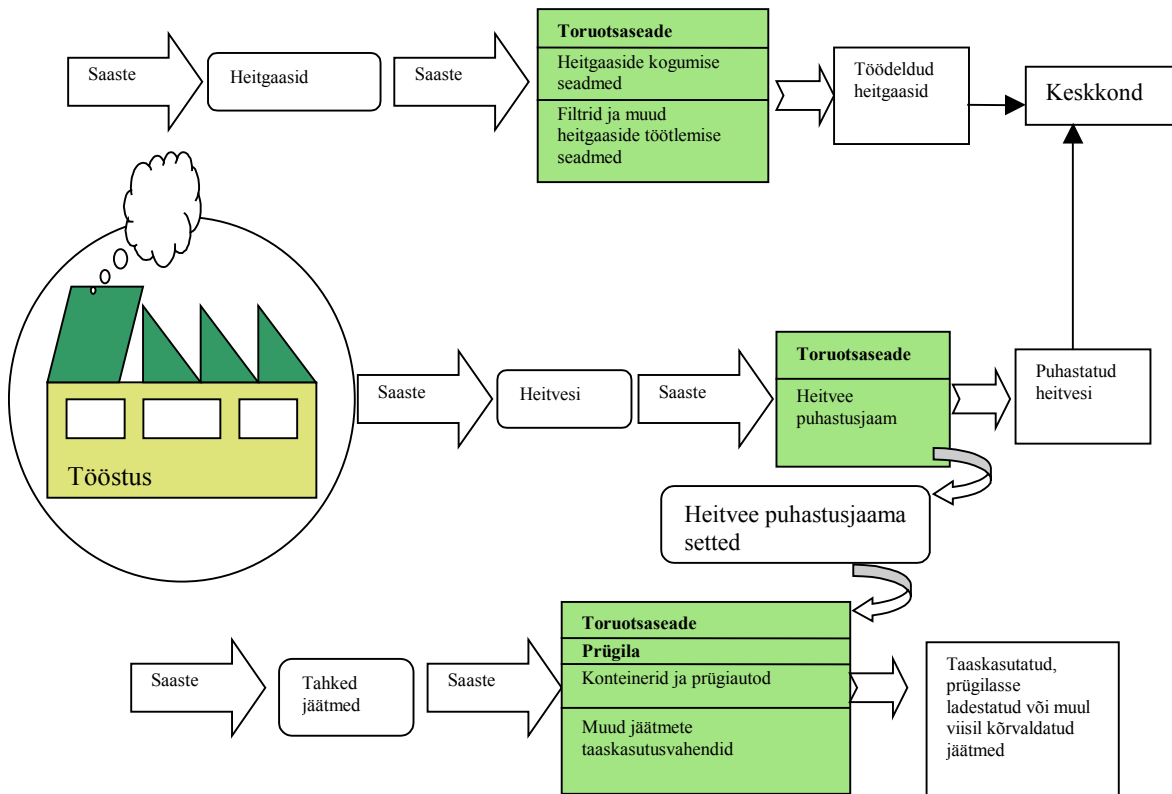 Saaste
Heitgaasid
Saaste
Toruotsaseade
Heitgaaside kogumise
seadmed
Filtrid ja muud
heitgaaside töötlemise
seadmed
Töödeldud
heitgaasid
Keskkond
Tööstus
Saaste
Heitvesi
Saaste
Toruotsaseade
Heitvee
puhastusjaam
Puhastatud
heitvesi
Heitvee puhastusjaama
setted
Saaste
Tahked
jäätmed
Saaste
Toruotsaseade
Prügila
Konteinerid ja prügiautod
Muud jäätmete
taaskasutusvahendid
Taaskasutatud,
prügilasse
ladestatud või muul
viisil kõrvaldatud
jäätmed